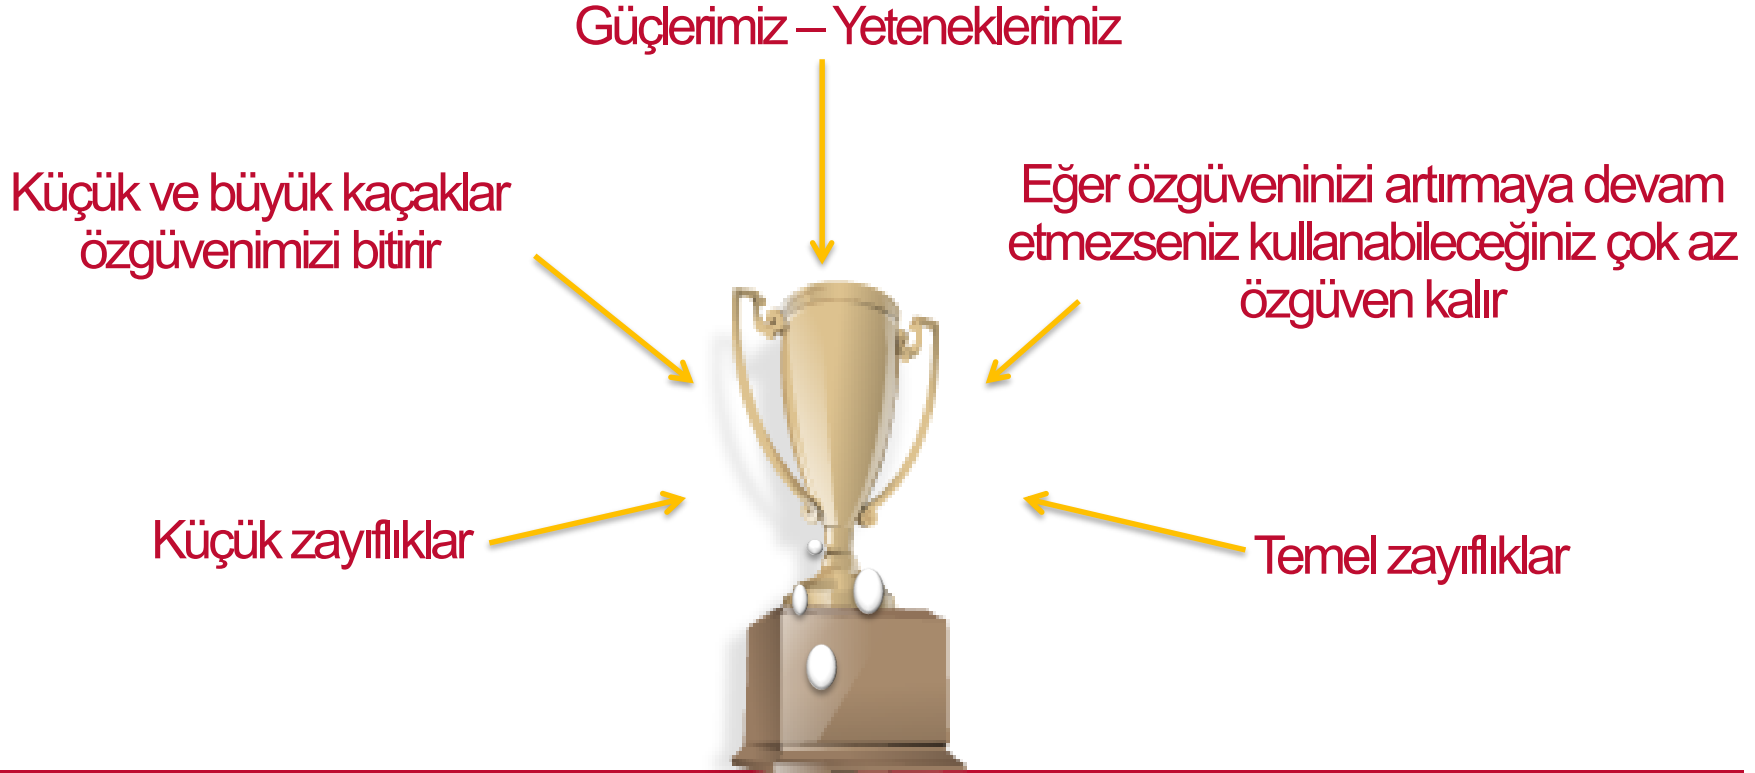 Güçlerimiz – Yeteneklerimiz
Küçük ve büyük kaçaklar
özgüvenimizi bitirir
Eğer özgüveninizi artırmaya devam
etmezseniz kullanabileceğiniz çok az
özgüven kalır
Küçük zayıflıklar
Temel zayıflıklar